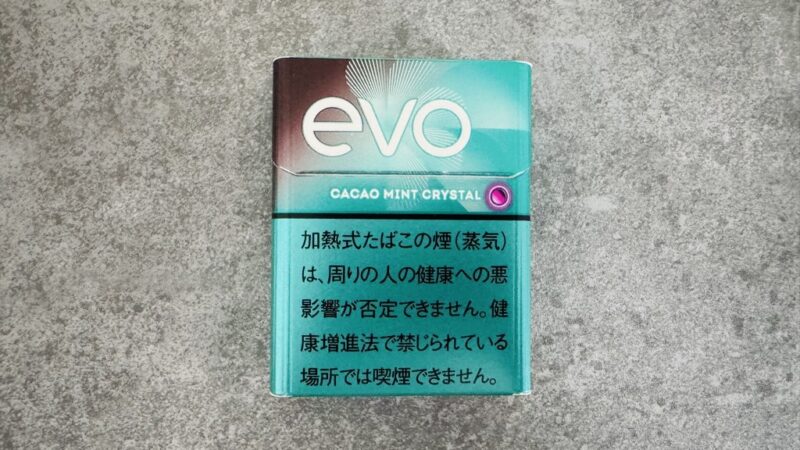 evo
CACAO MINT CRYSTAL
加熱式たばこの煙(蒸気)
は、周りの人の健康への悪
影響が否定できません。健
康増進法で禁じられている
場所では喫煙できません。